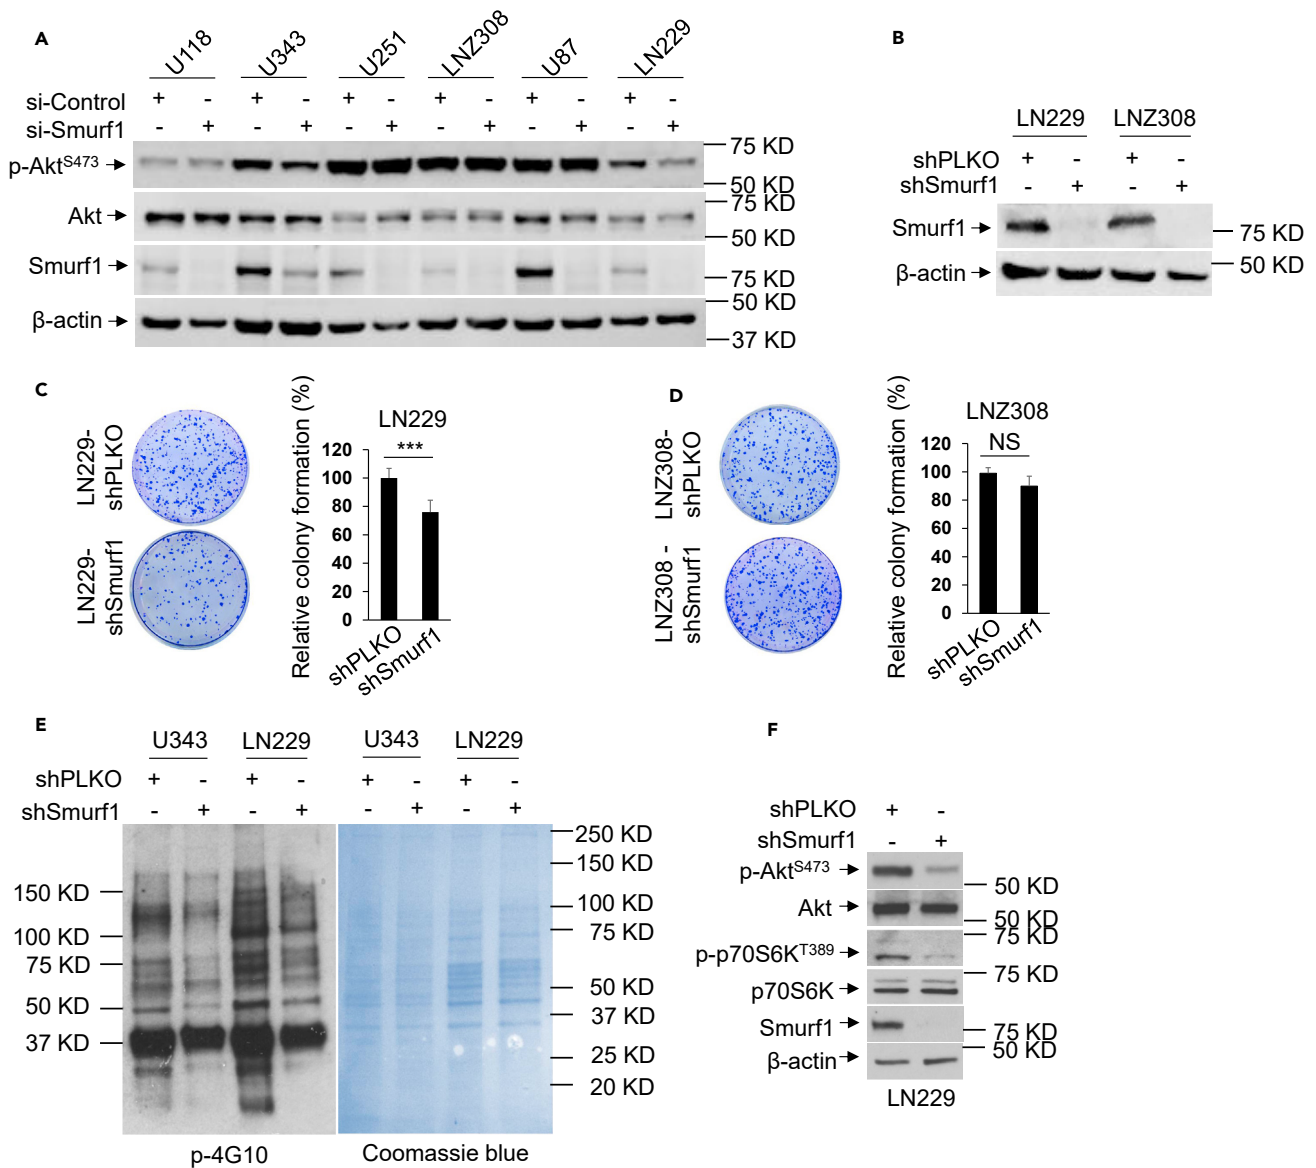 A
U118 U343 U251 LNZ308 U87 LN229
si-Control + - + - + - + - + - + -
si-Smurf1 - + - + - + - + - + - +
p-AktS473
75 KD
50 KD
Akt
75 KD
50 KD
Smurf1
75 KD
β-actin
50 KD
37 KD
B
LN229 LNZ308
shPLKO + - + -
shSmurf1 - + - +
Smurf1
75 KD
β-actin
50 KD
C
LN229-
shPLKO
LN229-
shSmurf1
Relative colony formation (%)
LN229
***
120
100
80
60
40
20
0
shPLKO
shSmurf1
D
LNZ308-
shPLKO
LNZ308 -
shSmurf1
Relative colony formation (%)
LNZ308
NS
120
100
80
60
40
20
0
shPLKO
shSmurf1
E
U343 LN229 U343 LN229
shPLKO + - + - + - + -
shSmurf1 - + - + - + - +
150 KD
100 KD
75 KD
50 KD
37 KD
250 KD
150 KD
100 KD
75 KD
50 KD
37 KD
25 KD
20 KD
p-4G10
Coomassie blue
F
shPLKO + -
shSmurf1 - +
p-AktS473
50 KD
Akt
50 KD
p-p70S6KT389
75 KD
p70S6K
75 KD
Smurf1
75 KD
β-actin
50 KD
LN229